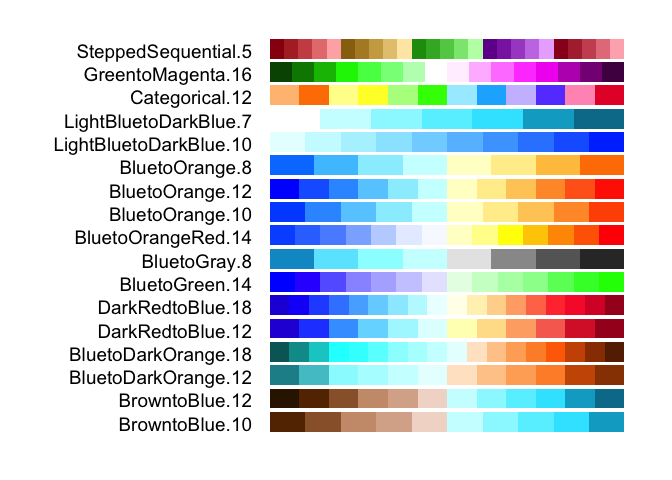 SteppedSequential.5
GreentoMagenta.16
Categorical.12
LightBluetoDarkBlue.7
LightBluetoDarkBlue.10
BluetoOrange.8
BluetoOrange.12
BluetoOrange.10
BluetoOrangeRed.14
BluetoGray.8
BluetoGreen.14
DarkRedtoBlue.18
DarkRedtoBlue.12
BluetoDarkOrange.18
BluetoDarkOrange.12
BrowntoBlue.12
BrowntoBlue.10